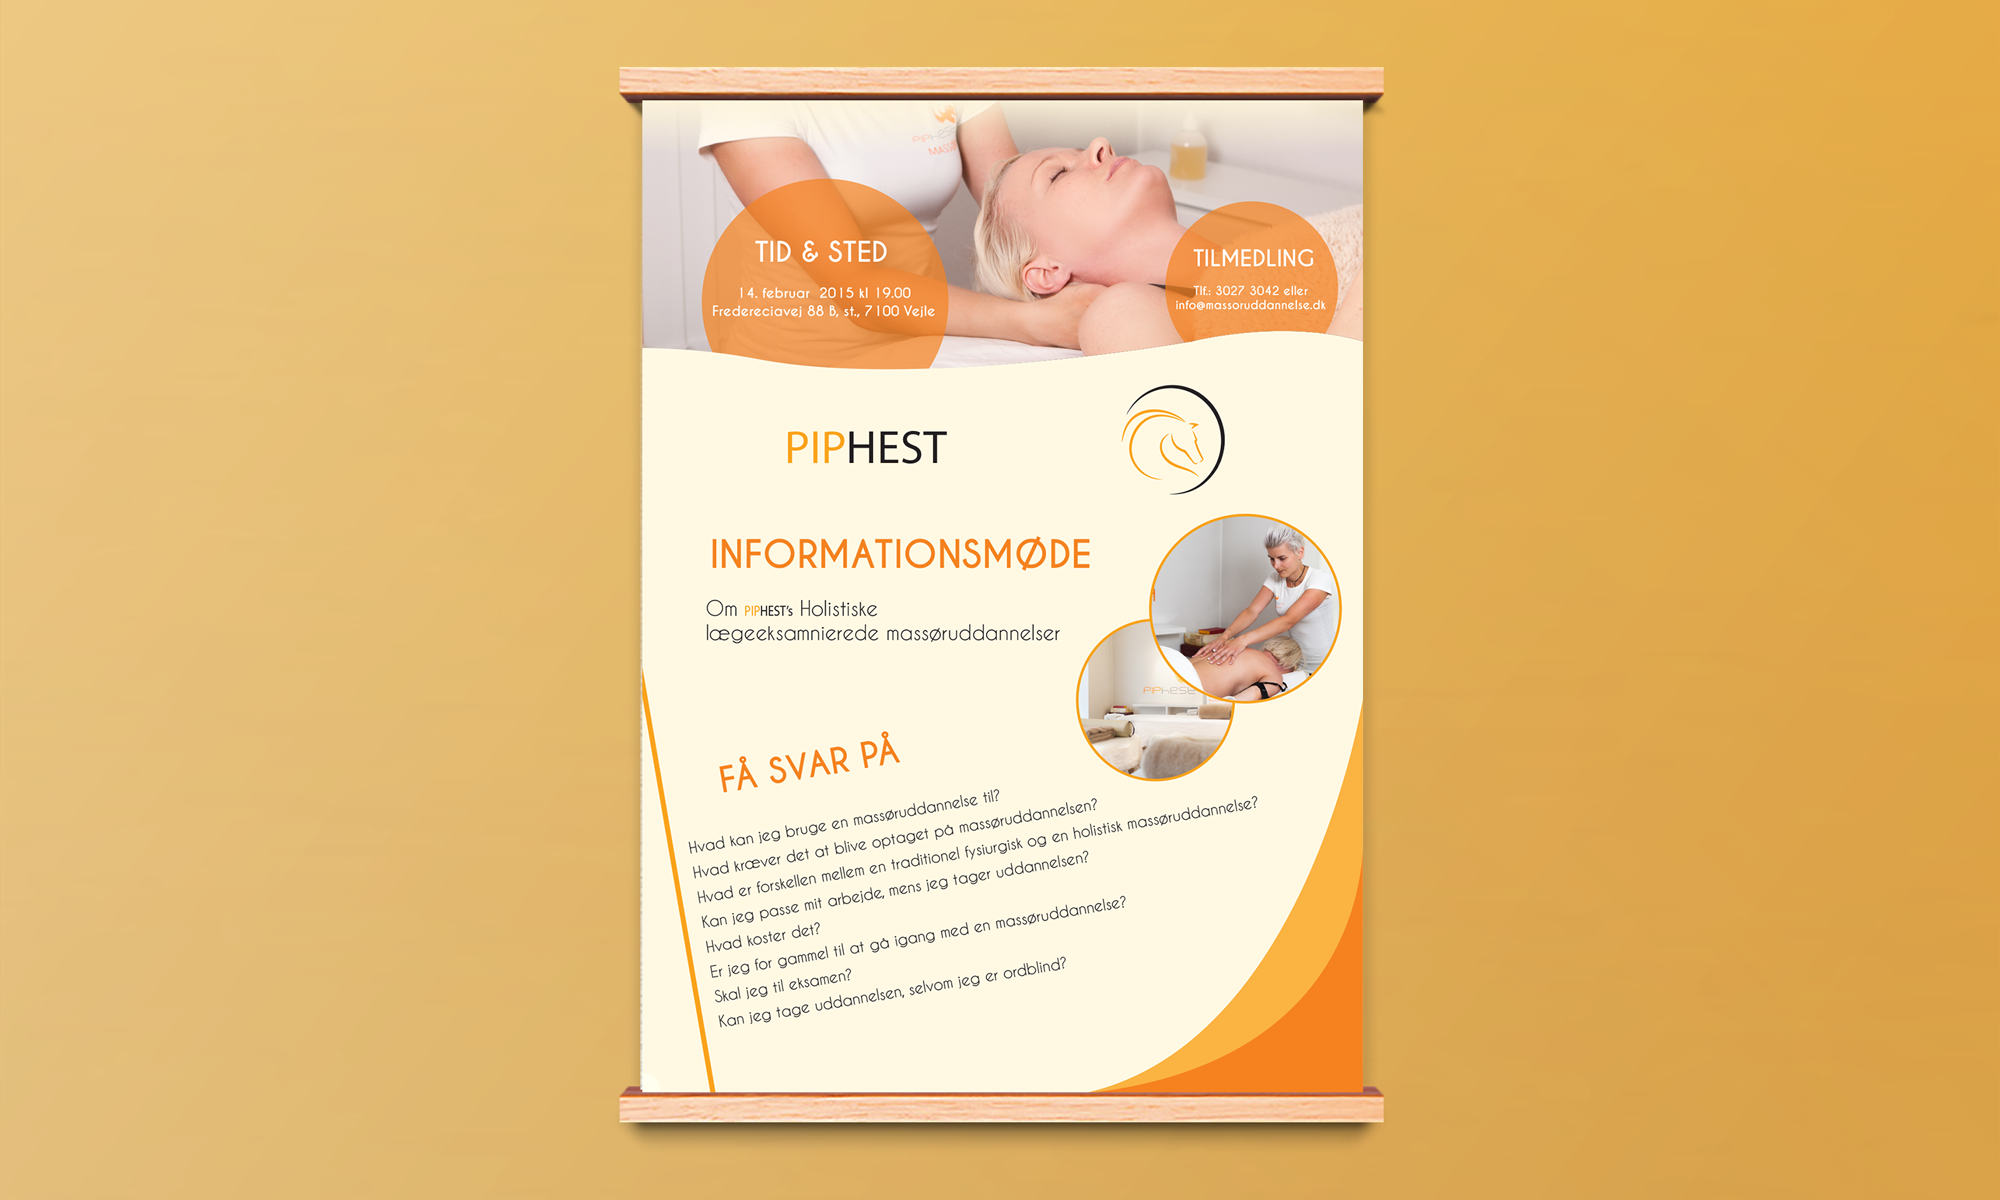 PIPHESE
TID & STED
14. februar 2015 kl 19.00
Fredereciavej 88 B, st., 7100 Vejle
TILMEDLING
Tlf.: 3027 3042 eller
info@massoruddannelse.dk
PIPHEST
INFORMATIONSMØDE
Om PIPHEST's Holistiske
lægeeksamnierede massøruddannelser
PIPHESE
FÅ SVAR PÅ
Hvad kan jeg bruge en massøruddannelse til?
Hvad kræver det at blive optaget på massøruddannelsen?
Hvad er forskellen mellem en traditionel fysiurgisk og en holistisk massøruddannelse?
Kan jeg passe mit arbejde, mens jeg tager uddannelsen?
Hvad koster det?
Er jeg for gammel til at gå igang med en massøruddannelse?
Skal jeg til eksamen?
Kan jeg tage uddannelsen, selvom jeg er ordblind?